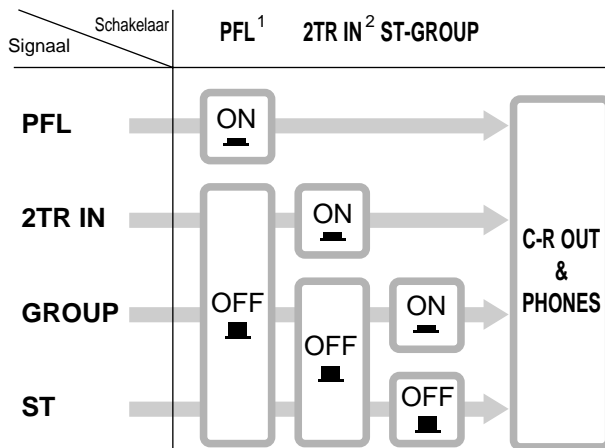 Schakelaar
Signaal
PFL¹ 2TR IN² ST-GROUP
PFL ON
2TR IN ON
C-R OUT
&
PHONES
GROUP OFF OFF ON
ST OFF